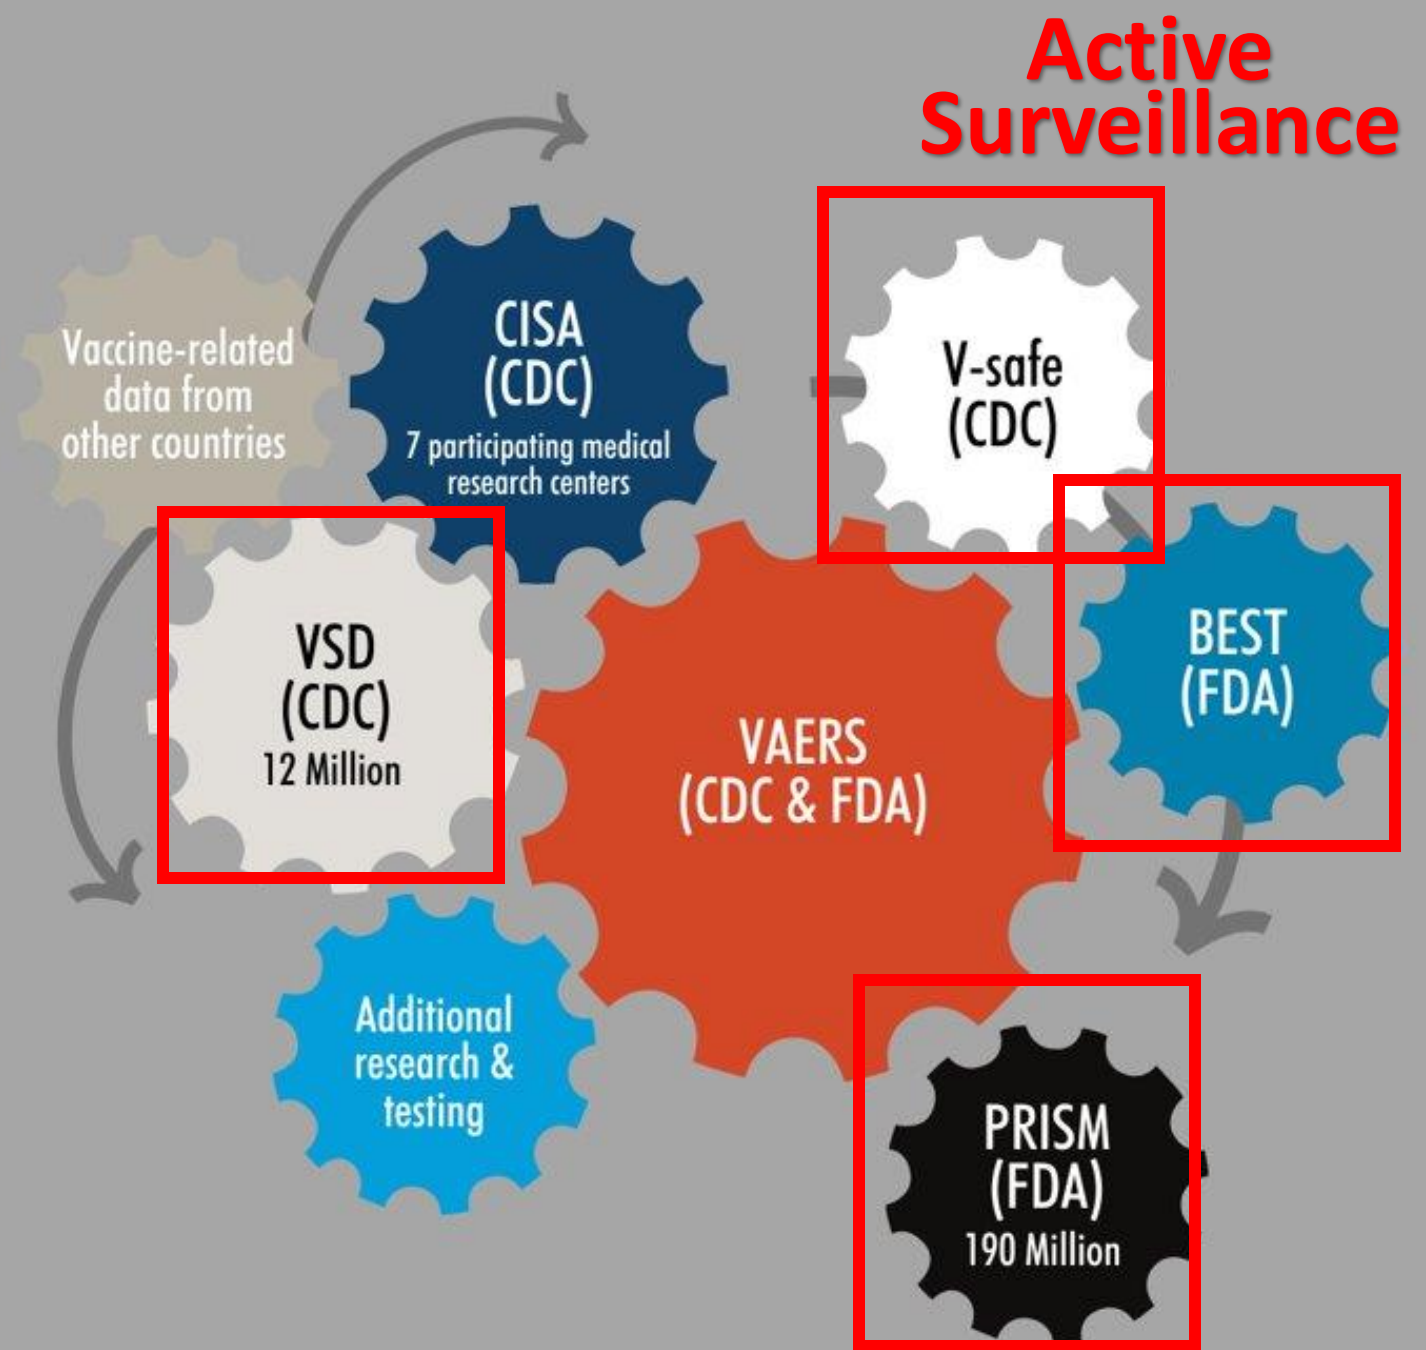 Active
Surveillance
Vaccine-related
data from
other countries
CISA
(CDC)
7 participating medical
research centers
V-safe
(CDC)
VSD
(CDC)
12 Million
VAERS
(CDC & FDA)
BEST
(FDA)
Additional
research &
testing
PRISM
(FDA)
190 Million